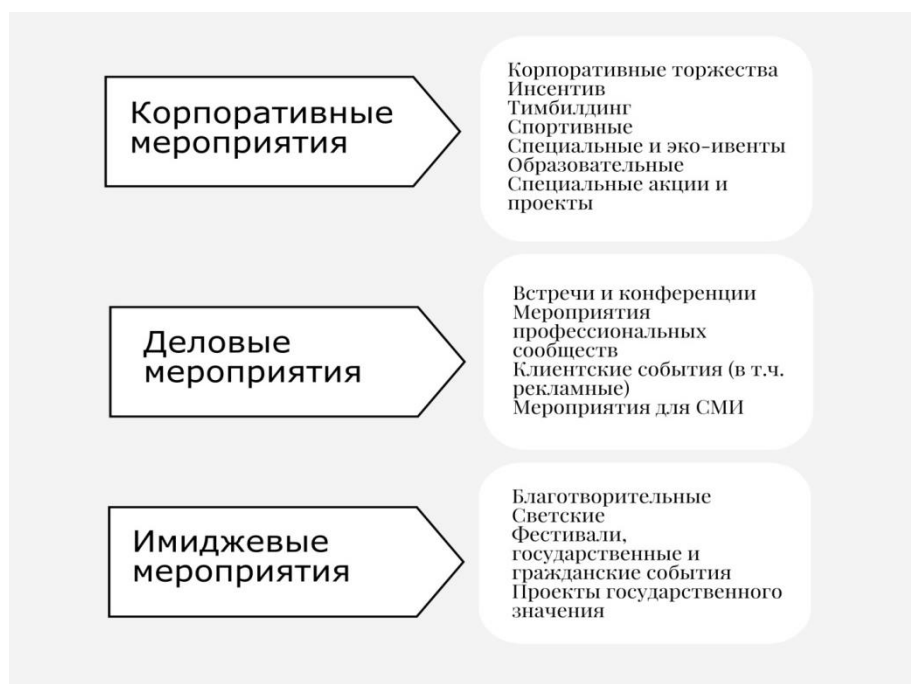 Корпоративные
мероприятия
Корпоративные торжества
Инсентив
Тимбилдинг
Спортивные
Специальные и эко-ивенты
Образовательные
Специальные акции и
проекты
Деловые
мероприятия
Встречи и конференции
Мероприятия
профессиональных
сообществ
Клиентские события (в т.ч.
рекламные)
Мероприятия для СМИ
Имиджевые
мероприятия
Благотворительные
Светские
Фестивали,
государственные и
гражданские события
Проекты государственного
значения